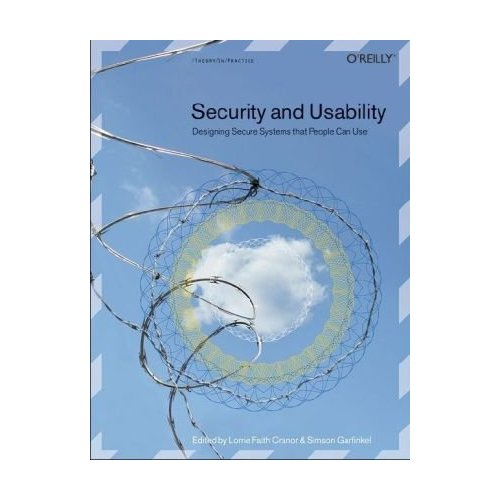 /THEORY/IN/PRACTICE
O'REILLY®
Security and Usability
Designing Secure Systems that People Can Use
Edited by Lorrie Faith Cranor & Simson Garfinkel